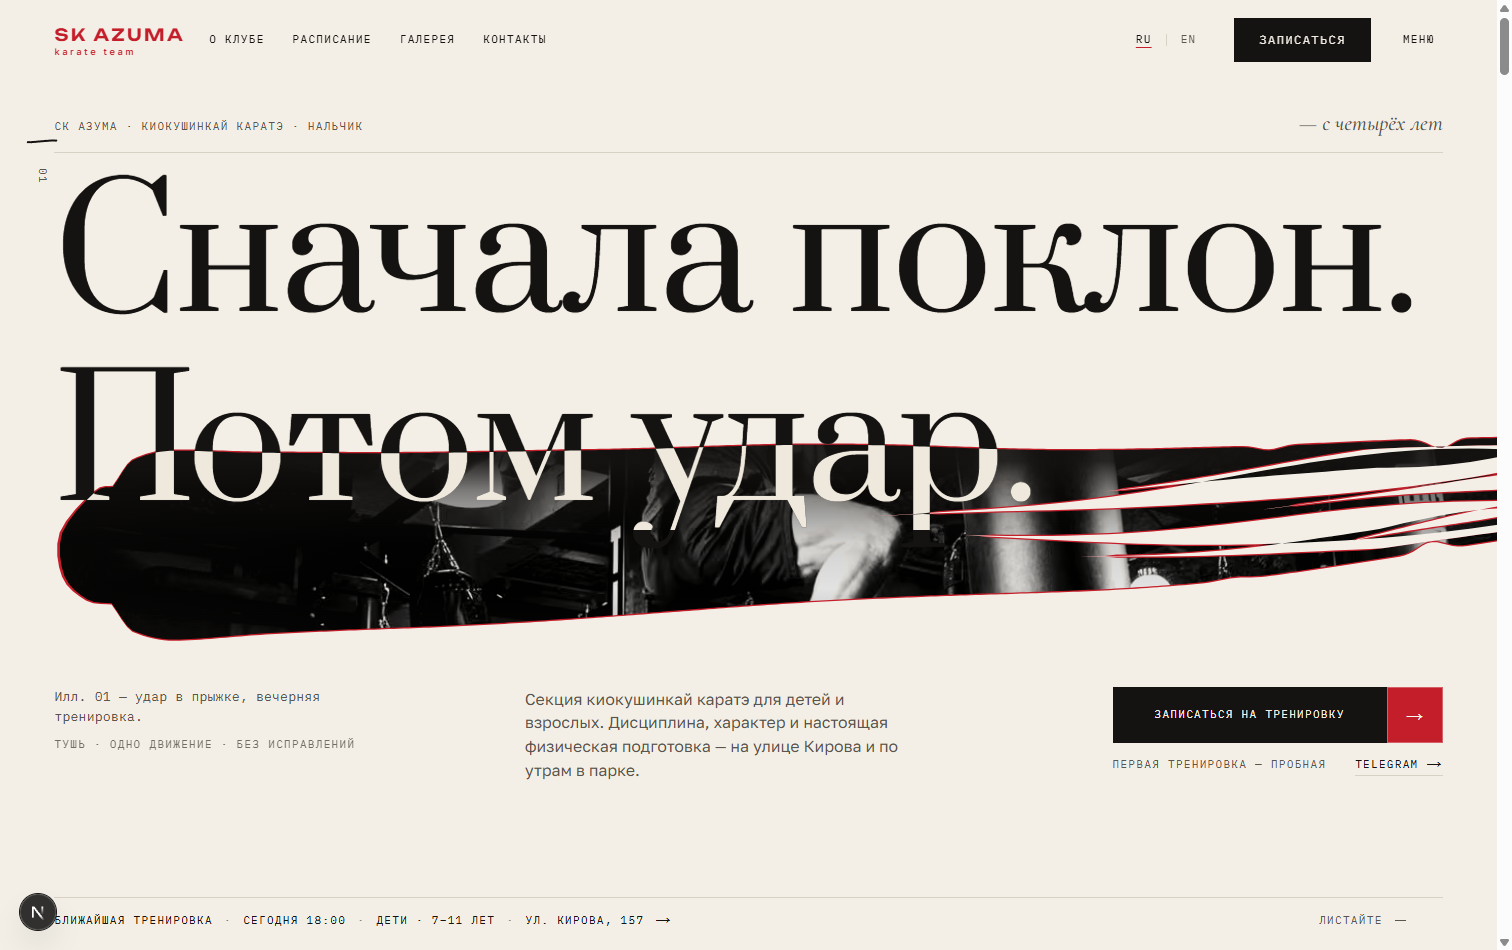 SK AZUMA
karate team
О КЛУБЕ РАСПИСАНИЕ ГАЛЕРЕЯ КОНТАКТЫ
RU | EN
ЗАПИСАТЬСЯ
МЕНЮ
СК АЗУМА · КИОКУШИНКАЙ КАРАТЭ · НАЛЬЧИК
— с четырёх лет
01
Сначала поклон.
Потом удар.
Илл. 01 — удар в прыжке, вечерняя
тренировка.
ТУШЬ · ОДНО ДВИЖЕНИЕ · БЕЗ ИСПРАВЛЕНИЙ
Секция киокушинкай каратэ для детей и
взрослых. Дисциплина, характер и настоящая
физическая подготовка — на улице Кирова и по
утрам в парке.
ЗАПИСАТЬСЯ НА ТРЕНИРОВКУ →
ПЕРВАЯ ТРЕНИРОВКА — ПРОБНАЯ
TELEGRAM →
N
БЛИЖАЙШАЯ ТРЕНИРОВКА · СЕГОДНЯ 18:00 · ДЕТИ · 7–11 ЛЕТ · УЛ. КИРОВА, 157 →
ЛИСТАЙТЕ —